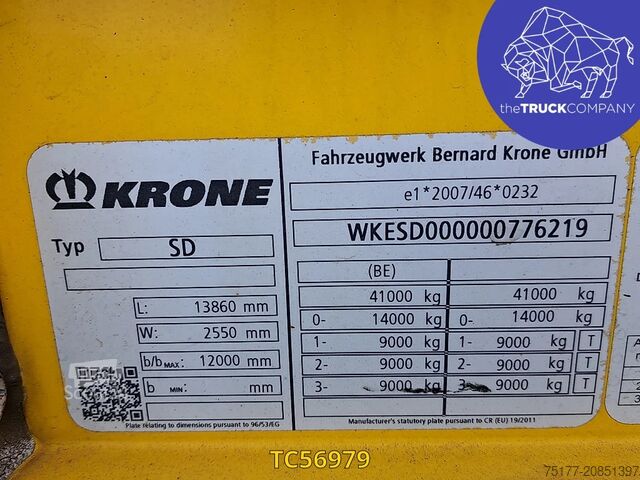 theTRUCKCOMPANY
KRONE
Typ SD
L: 13860 mm
W: 2550 mm
b/b MAX: 12000 mm
b MIN: mm
Plate relating to dimensions pursuant to 96/53/EG
Fahrzeugwerk Bernard Krone GmbH
e1*2007/46*0232
WKESD000000776219
(BE)
41000 kg 41000 kg
0- 14000 kg 0- 14000 kg
1- 9000 kg 1- 9000 kg T
2- 9000 kg 2- 9000 kg T
3- 9000 kg 3- 9000 kg T
Manufacturer's statutory plate pursuant to CR (EU) 19/2011
TC56979
75177-20851397